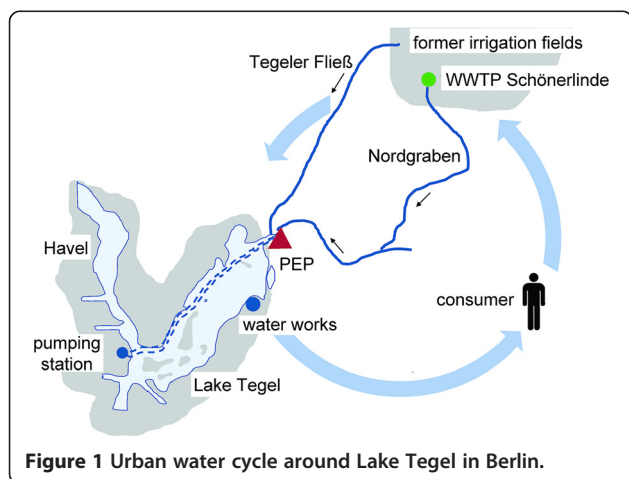 former irrigation fields
Tegeler Fließ
WWTP Schönerlinde
Nordgraben
Havel
PEP
consumer
water works
pumping
station
Lake Tegel
Figure 1 Urban water cycle around Lake Tegel in Berlin.